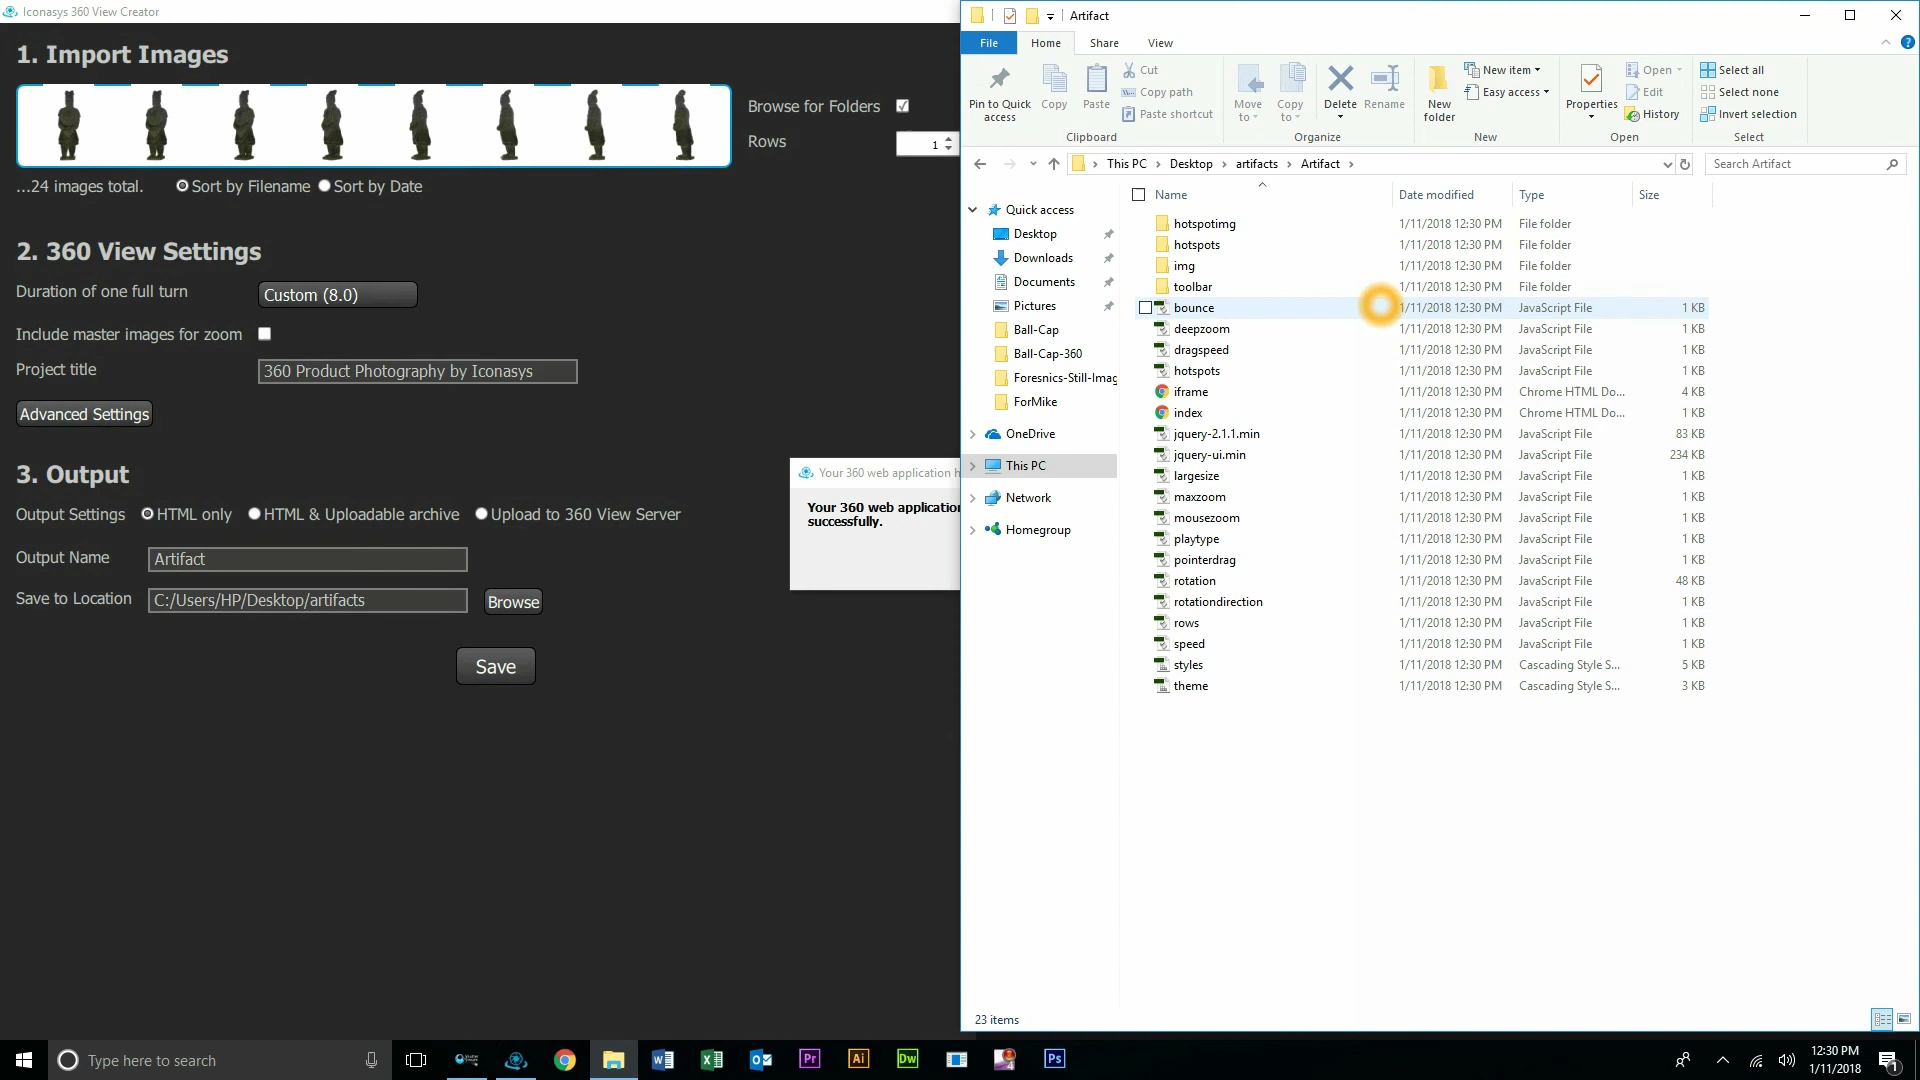 Iconasys 360 View Creator
1. Import Images
Browse for Folders
Rows
1
...24 images total.
Sort by Filename
Sort by Date
2. 360 View Settings
Duration of one full turn
Custom (8.0)
Include master images for zoom
Project title
360 Product Photography by Iconasys
Advanced Settings
3. Output
Output Settings
HTML only
HTML & Uploadable archive
Upload to 360 View Server
Output Name
Artifact
Save to Location
C:/Users/HP/Desktop/artifacts
Browse
Save
Your 360 web application h
Your 360 web application
successfully.
Artifact
File
Home
Share
View
Pin to Quick access
Copy
Paste
Cut
Copy path
Paste shortcut
Clipboard
Move to
Copy to
Delete
Rename
Organize
New folder
New item
Easy access
New
Properties
Open
Edit
History
Open
Select all
Select none
Invert selection
Select
This PC
Desktop
artifacts
Artifact
Search Artifact
Quick access
Desktop
Downloads
Documents
Pictures
Ball-Cap
Ball-Cap-360
Foresnics-Still-Imag
ForMike
OneDrive
This PC
Network
Homegroup
Name Date modified Type Size
hotspotimg 1/11/2018 12:30 PM File folder
hotspots 1/11/2018 12:30 PM File folder
img 1/11/2018 12:30 PM File folder
toolbar 1/11/2018 12:30 PM File folder
bounce 1/11/2018 12:30 PM JavaScript File 1 KB
deepzoom 1/11/2018 12:30 PM JavaScript File 1 KB
dragspeed 1/11/2018 12:30 PM JavaScript File 1 KB
hotspots 1/11/2018 12:30 PM JavaScript File 1 KB
iframe 1/11/2018 12:30 PM Chrome HTML Do... 4 KB
index 1/11/2018 12:30 PM Chrome HTML Do... 1 KB
jquery-2.1.1.min 1/11/2018 12:30 PM JavaScript File 83 KB
jquery-ui.min 1/11/2018 12:30 PM JavaScript File 234 KB
largesize 1/11/2018 12:30 PM JavaScript File 1 KB
maxzoom 1/11/2018 12:30 PM JavaScript File 1 KB
mousezoom 1/11/2018 12:30 PM JavaScript File 1 KB
playtype 1/11/2018 12:30 PM JavaScript File 1 KB
pointerdrag 1/11/2018 12:30 PM JavaScript File 1 KB
rotation 1/11/2018 12:30 PM JavaScript File 48 KB
rotationdirection 1/11/2018 12:30 PM JavaScript File 1 KB
rows 1/11/2018 12:30 PM JavaScript File 1 KB
speed 1/11/2018 12:30 PM JavaScript File 1 KB
styles 1/11/2018 12:30 PM Cascading Style S... 5 KB
theme 1/11/2018 12:30 PM Cascading Style S... 3 KB
23 items
Type here to search
Pr
Ai
Dw
Ps
12:30 PM
1/11/2018
1